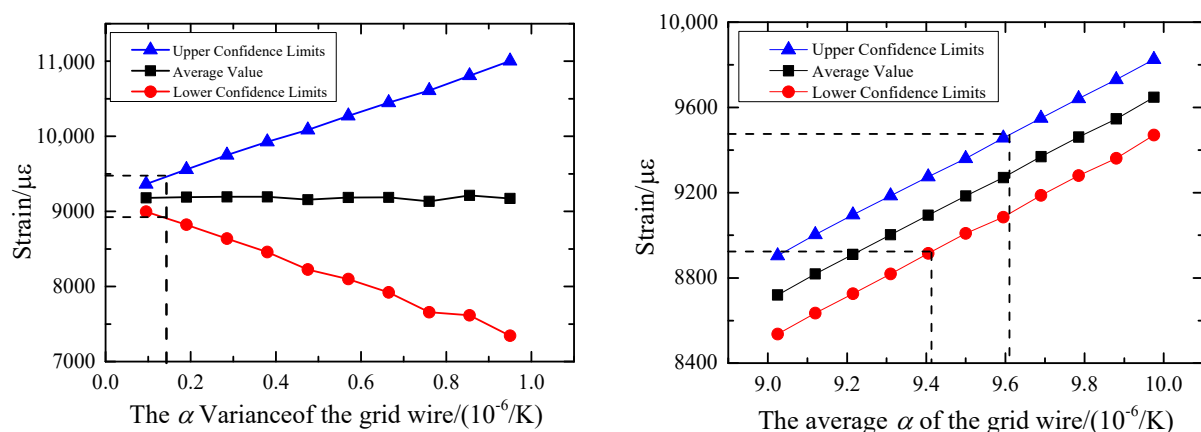 11,000
10,000
9000
8000
7000
Strain/με
Upper Confidence Limits
Average Value
Lower Confidence Limits
0.0 0.2 0.4 0.6 0.8 1.0
The α Varianceof the grid wire/(10⁻⁶/K)
10,000
9600
9200
8800
8400
Strain/με
Upper Confidence Limits
Average Value
Lower Confidence Limits
9.0 9.2 9.4 9.6 9.8 10.0
The average α of the grid wire/(10⁻⁶/K)